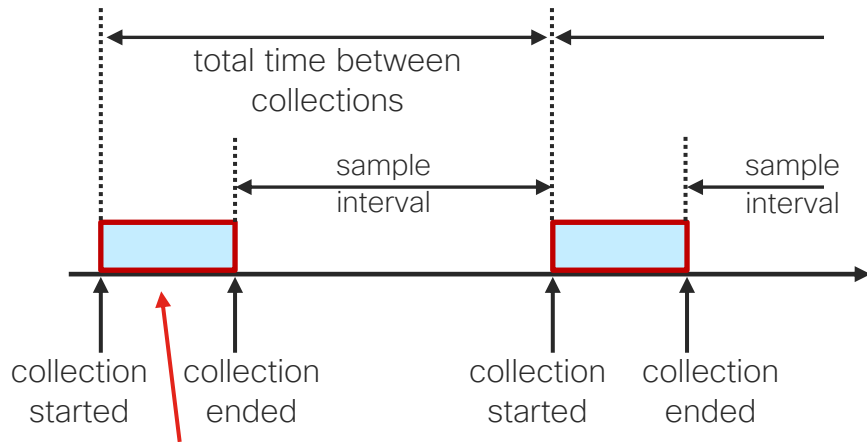 total time between
collections
sample
interval
sample
interval
collection
started
collection
ended
collection
started
collection
ended